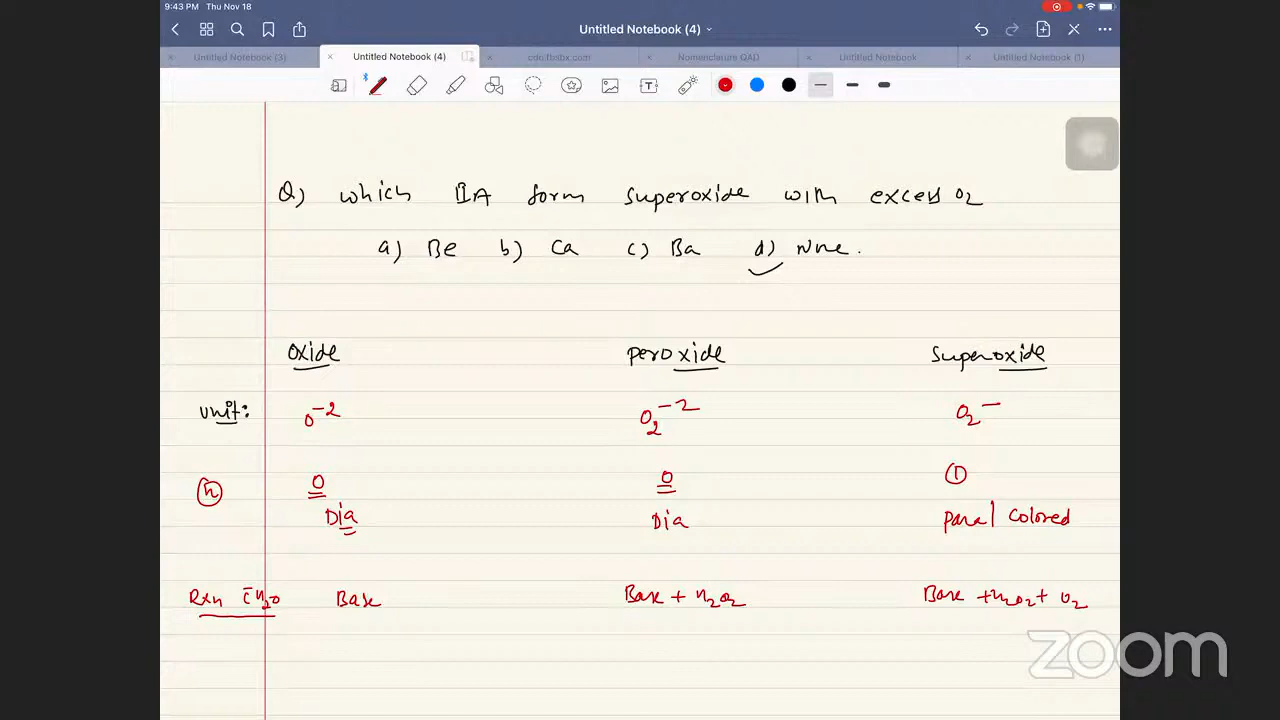 9:43 PM Thu Nov 18
Untitled Notebook (4)
Untitled Notebook (3) Untitled Notebook (4) Nomenclature QAD Untitled Notebook Untitled Notebook (1)
Q) which IIA form superoxide with excess O2
a) Be b) Ca c) Ba d) None.
oxide peroxide superoxide
unit: O⁻² O₂⁻² O₂⁻
n 0 0 1
Dia Dia para| colored
Rxn c̄ H2O Base Base + H2O2 Base + H2O2 + O2
zoom